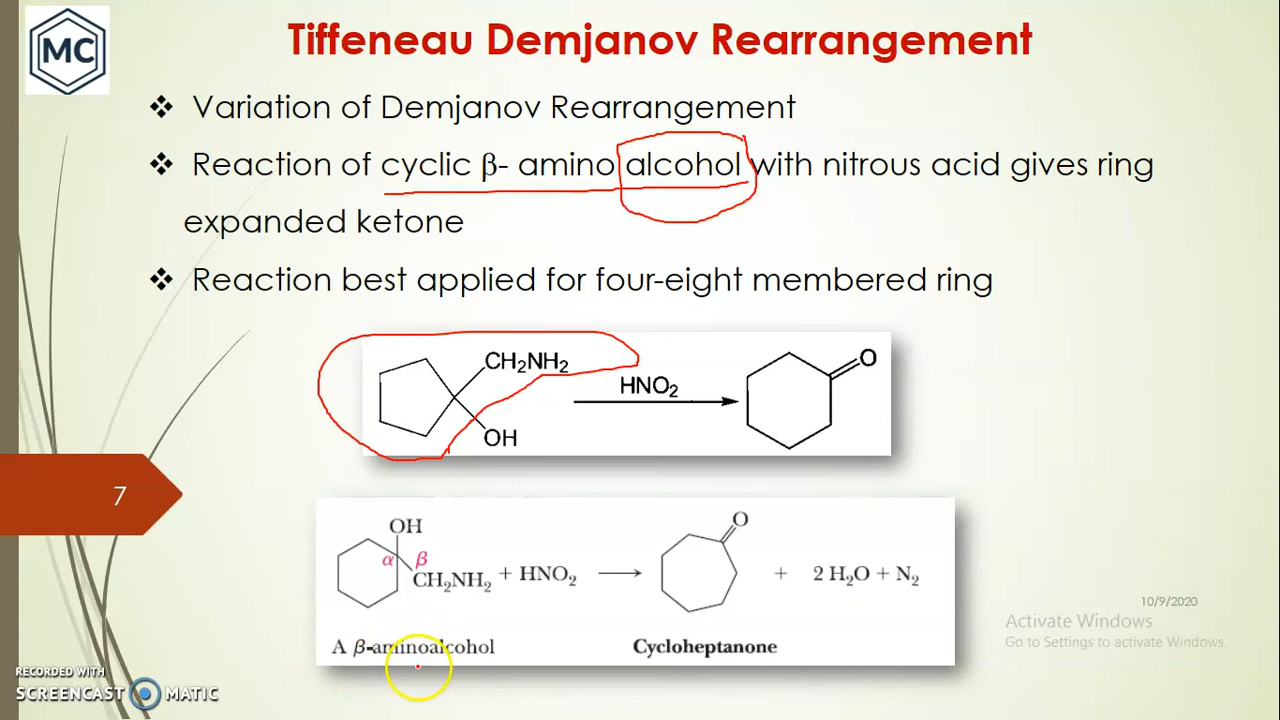 MC
Tiffeneau Demjanov Rearrangement
❖ Variation of Demjanov Rearrangement
❖ Reaction of cyclic β- amino alcohol with nitrous acid gives ring
expanded ketone
❖ Reaction best applied for four-eight membered ring
CH₂NH₂
OH
HNO₂
O
7
OH
α β
CH₂NH₂ + HNO₂
O
+ 2 H₂O + N₂
A β-aminoalcohol
Cycloheptanone
10/9/2020
Activate Windows
Go to Settings to activate Windows.
RECORDED WITH
SCREENCAST MATIC